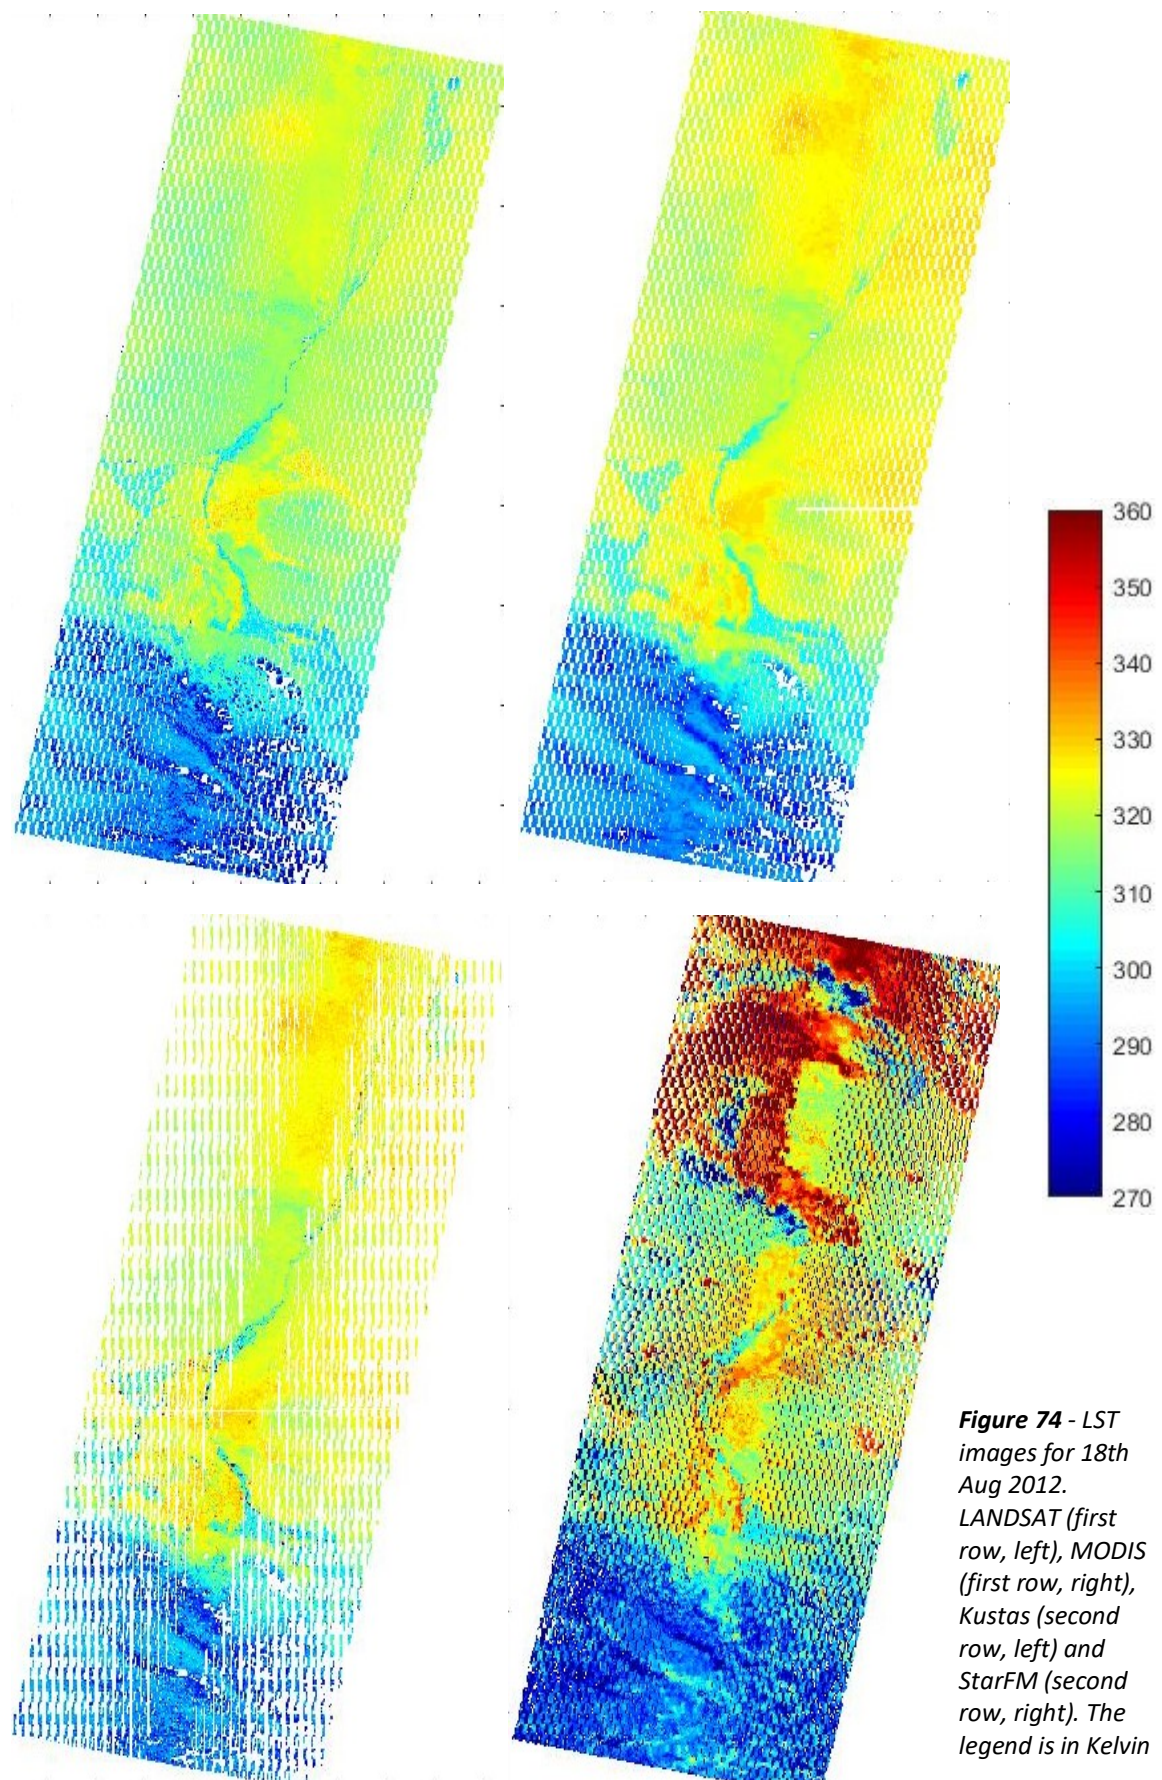 360
350
340
330
320
310
300
290
280
270
Figure 74 - LST
images for 18th
Aug 2012.
LANDSAT (first
row, left), MODIS
(first row, right),
Kustas (second
row, left) and
StarFM (second
row, right). The
legend is in Kelvin